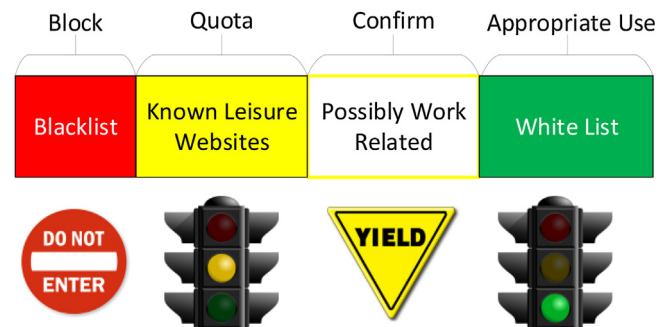 Block
Quota
Confirm
Appropriate Use
Blacklist
Known Leisure
Websites
Possibly Work
Related
White List
DO NOT
ENTER
YIELD